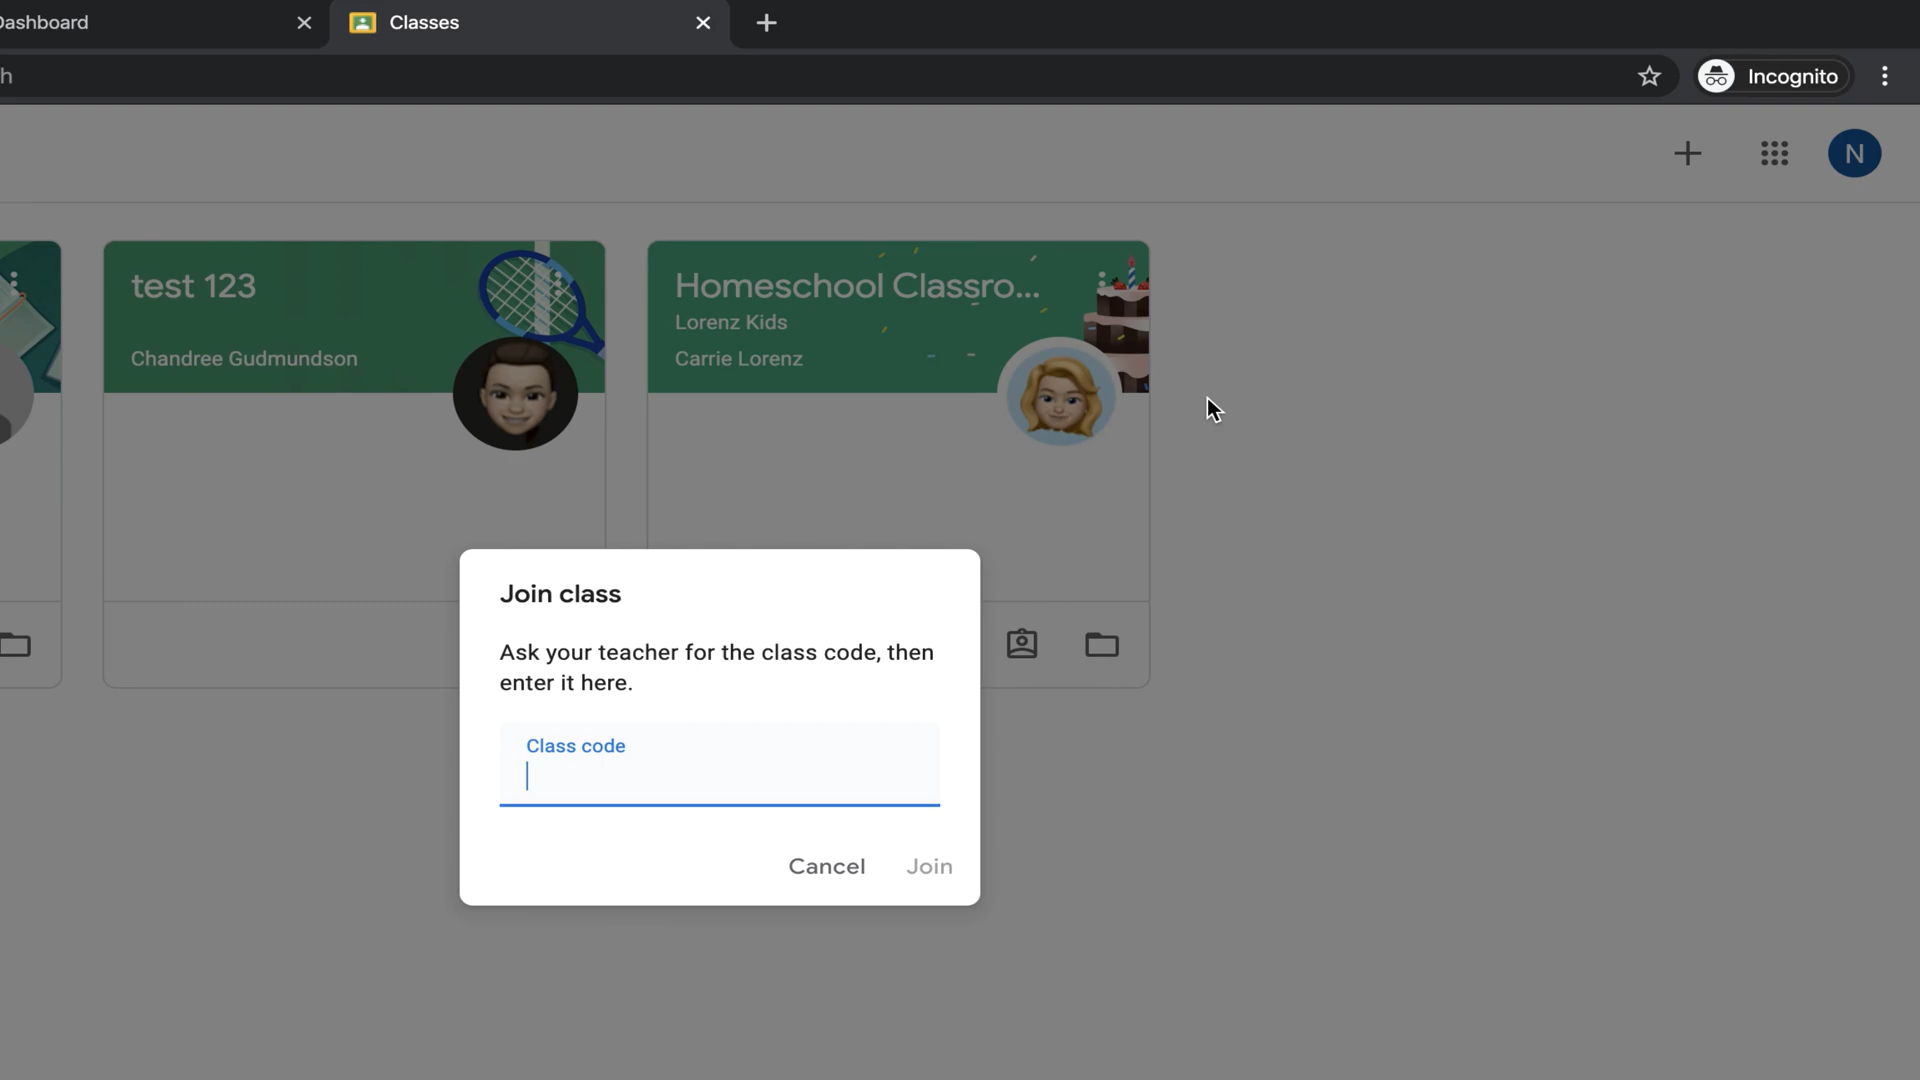 Dashboard
Classes
h
Incognito
N
test 123
Chandree Gudmundson
Homeschool Classro...
Lorenz Kids
Carrie Lorenz
Join class
Ask your teacher for the class code, then
enter it here.
Class code
Cancel
Join